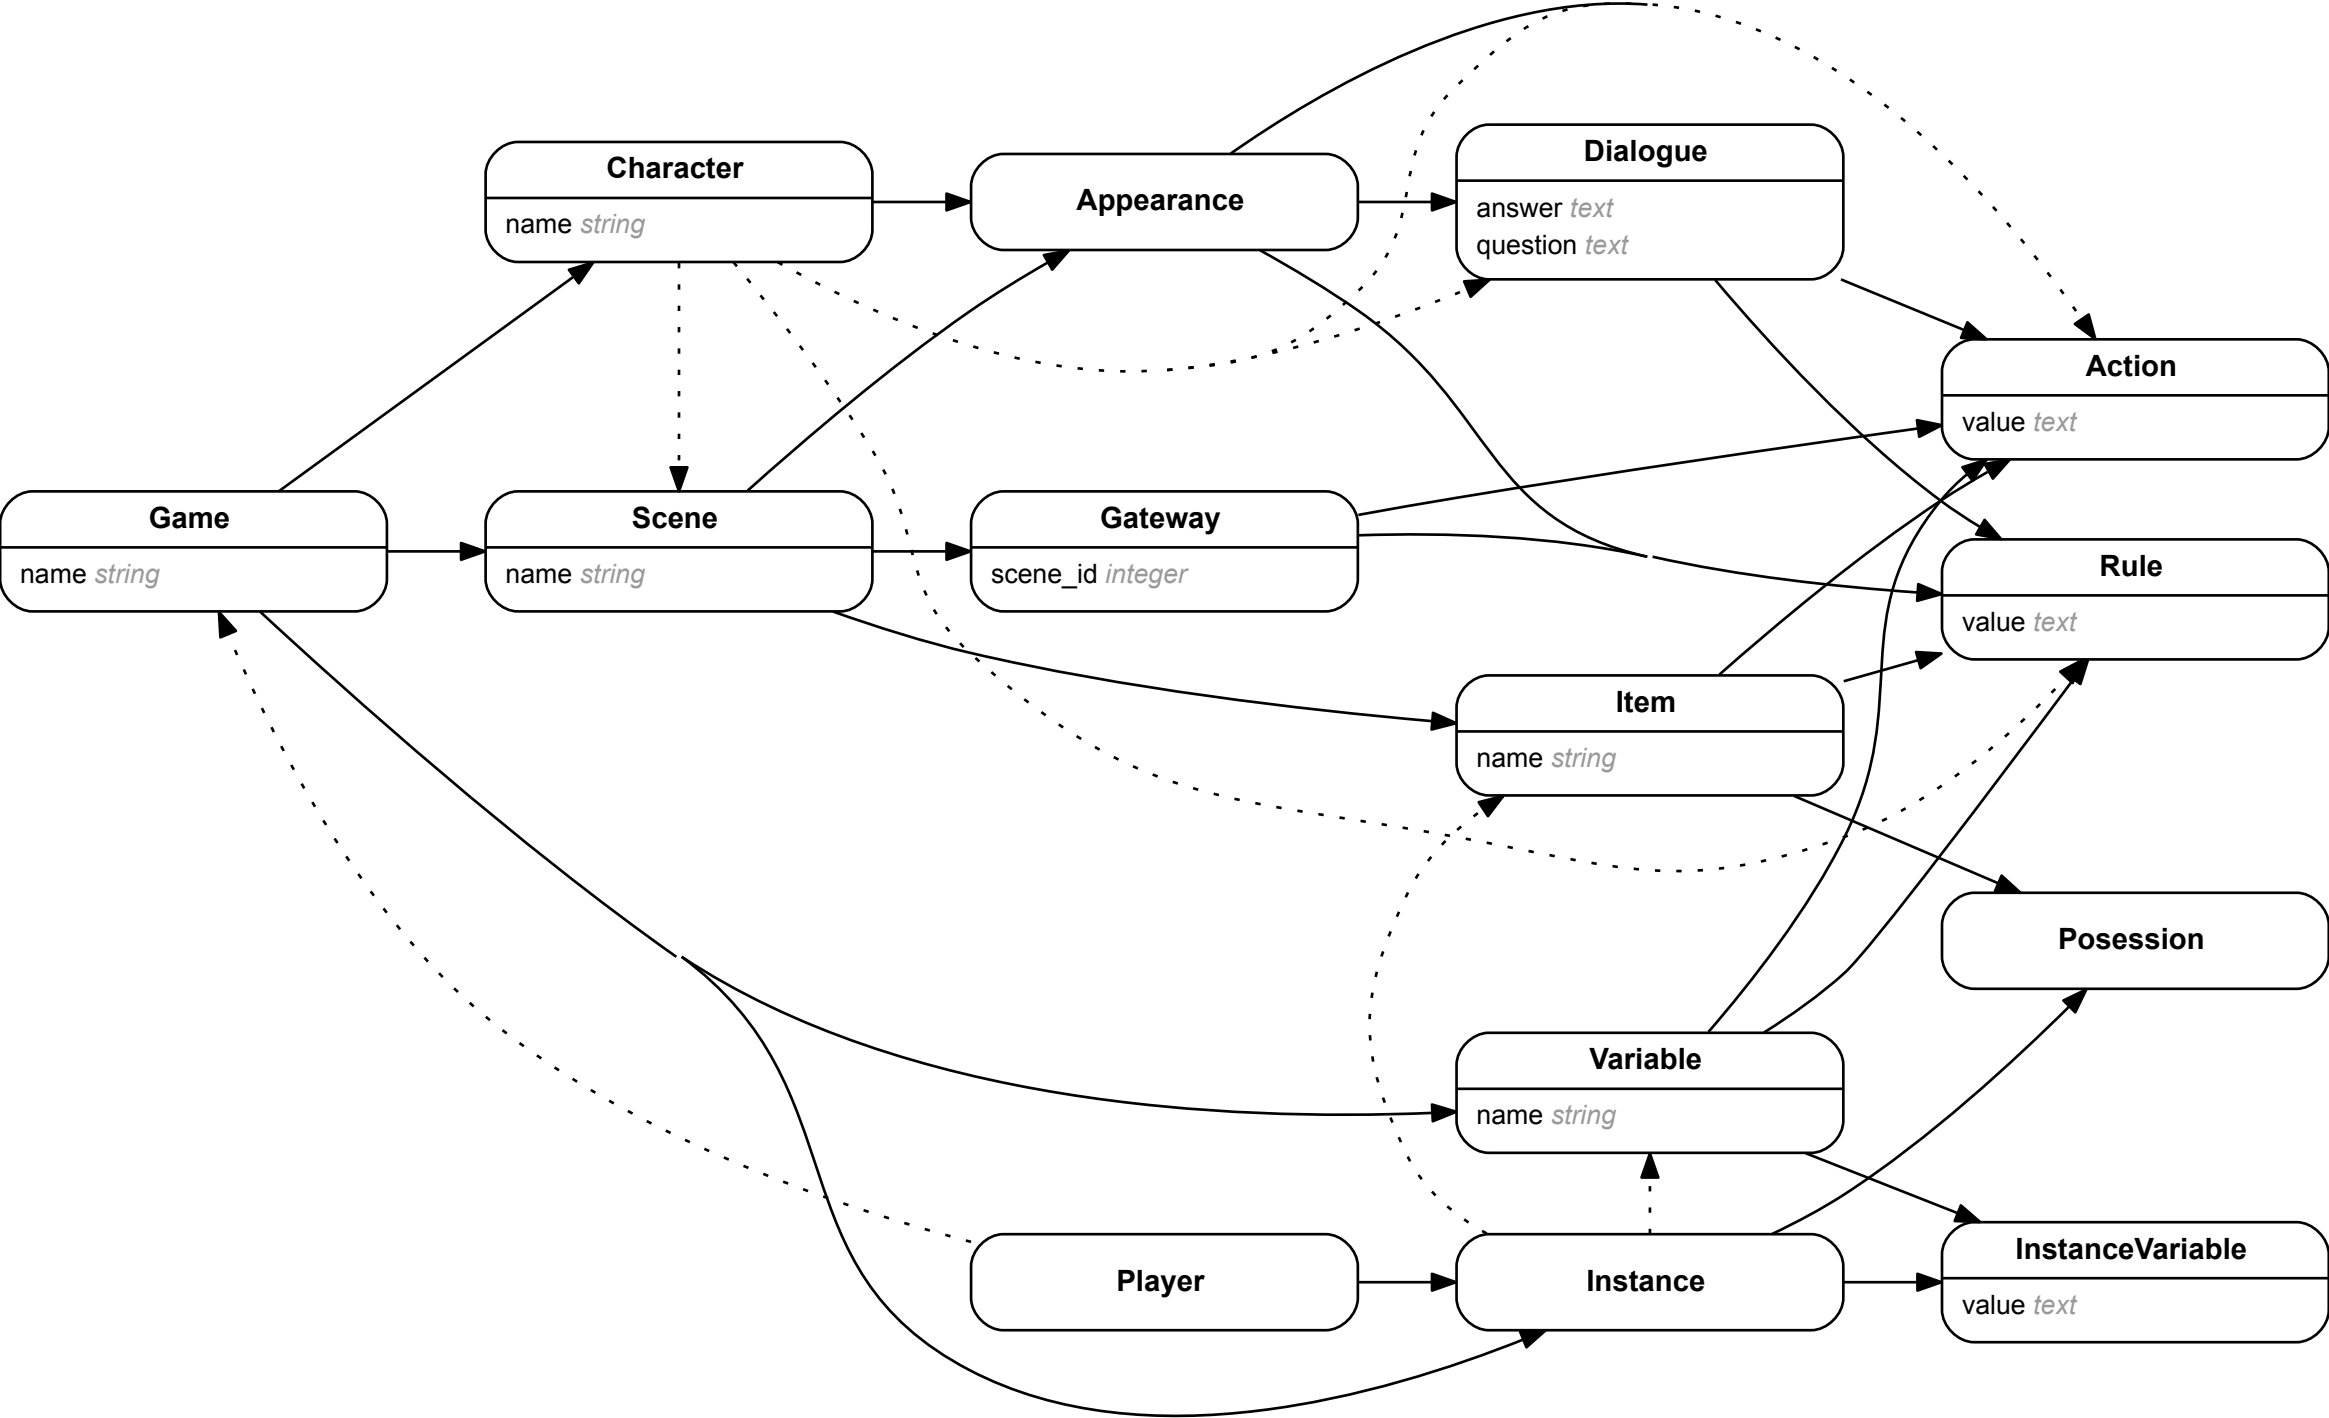 Character
name string
Appearance
Dialogue
answer text
question text
Action
value text
Game
name string
Scene
name string
Gateway
scene_id integer
Rule
value text
Item
name string
Posession
Variable
name string
Player
Instance
InstanceVariable
value text